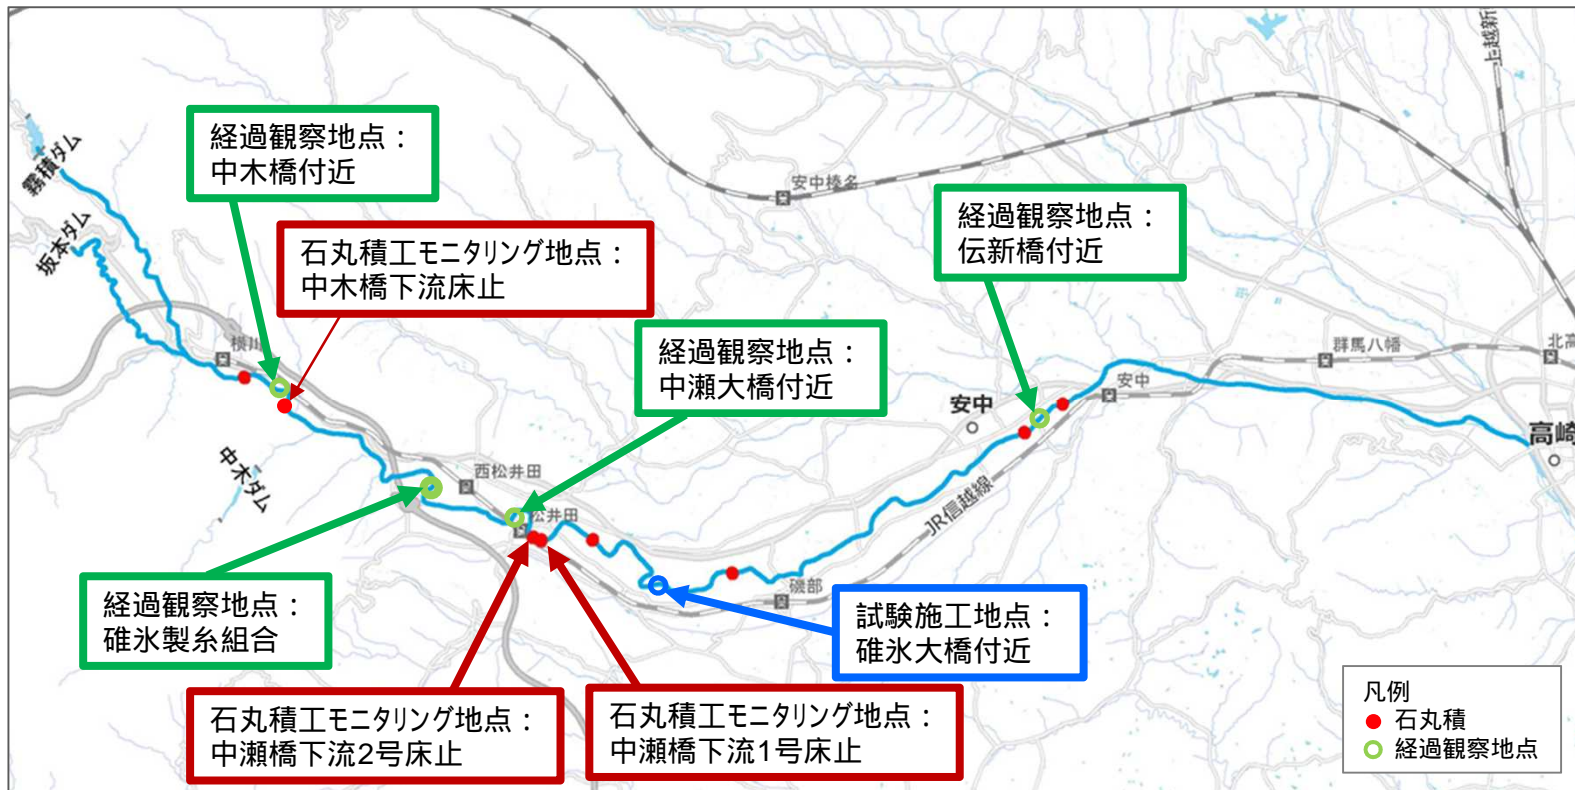 上越新
経過観察地点：
中木橋付近
霧積ダム
安中榛名
経過観察地点：
伝新橋付近
坂本ダム
石丸積工モニタリング地点：
中木橋下流床止
経過観察地点：
中瀬大橋付近
横川
群馬八幡
北高
安中
安中
高崎
中木ダム
西松井田
松井田
JR信越線
磯部
経過観察地点：
碓氷製糸組合
試験施工地点：
碓氷大橋付近
石丸積工モニタリング地点：
中瀬橋下流2号床止
石丸積工モニタリング地点：
中瀬橋下流1号床止
凡例
石丸積
経過観察地点